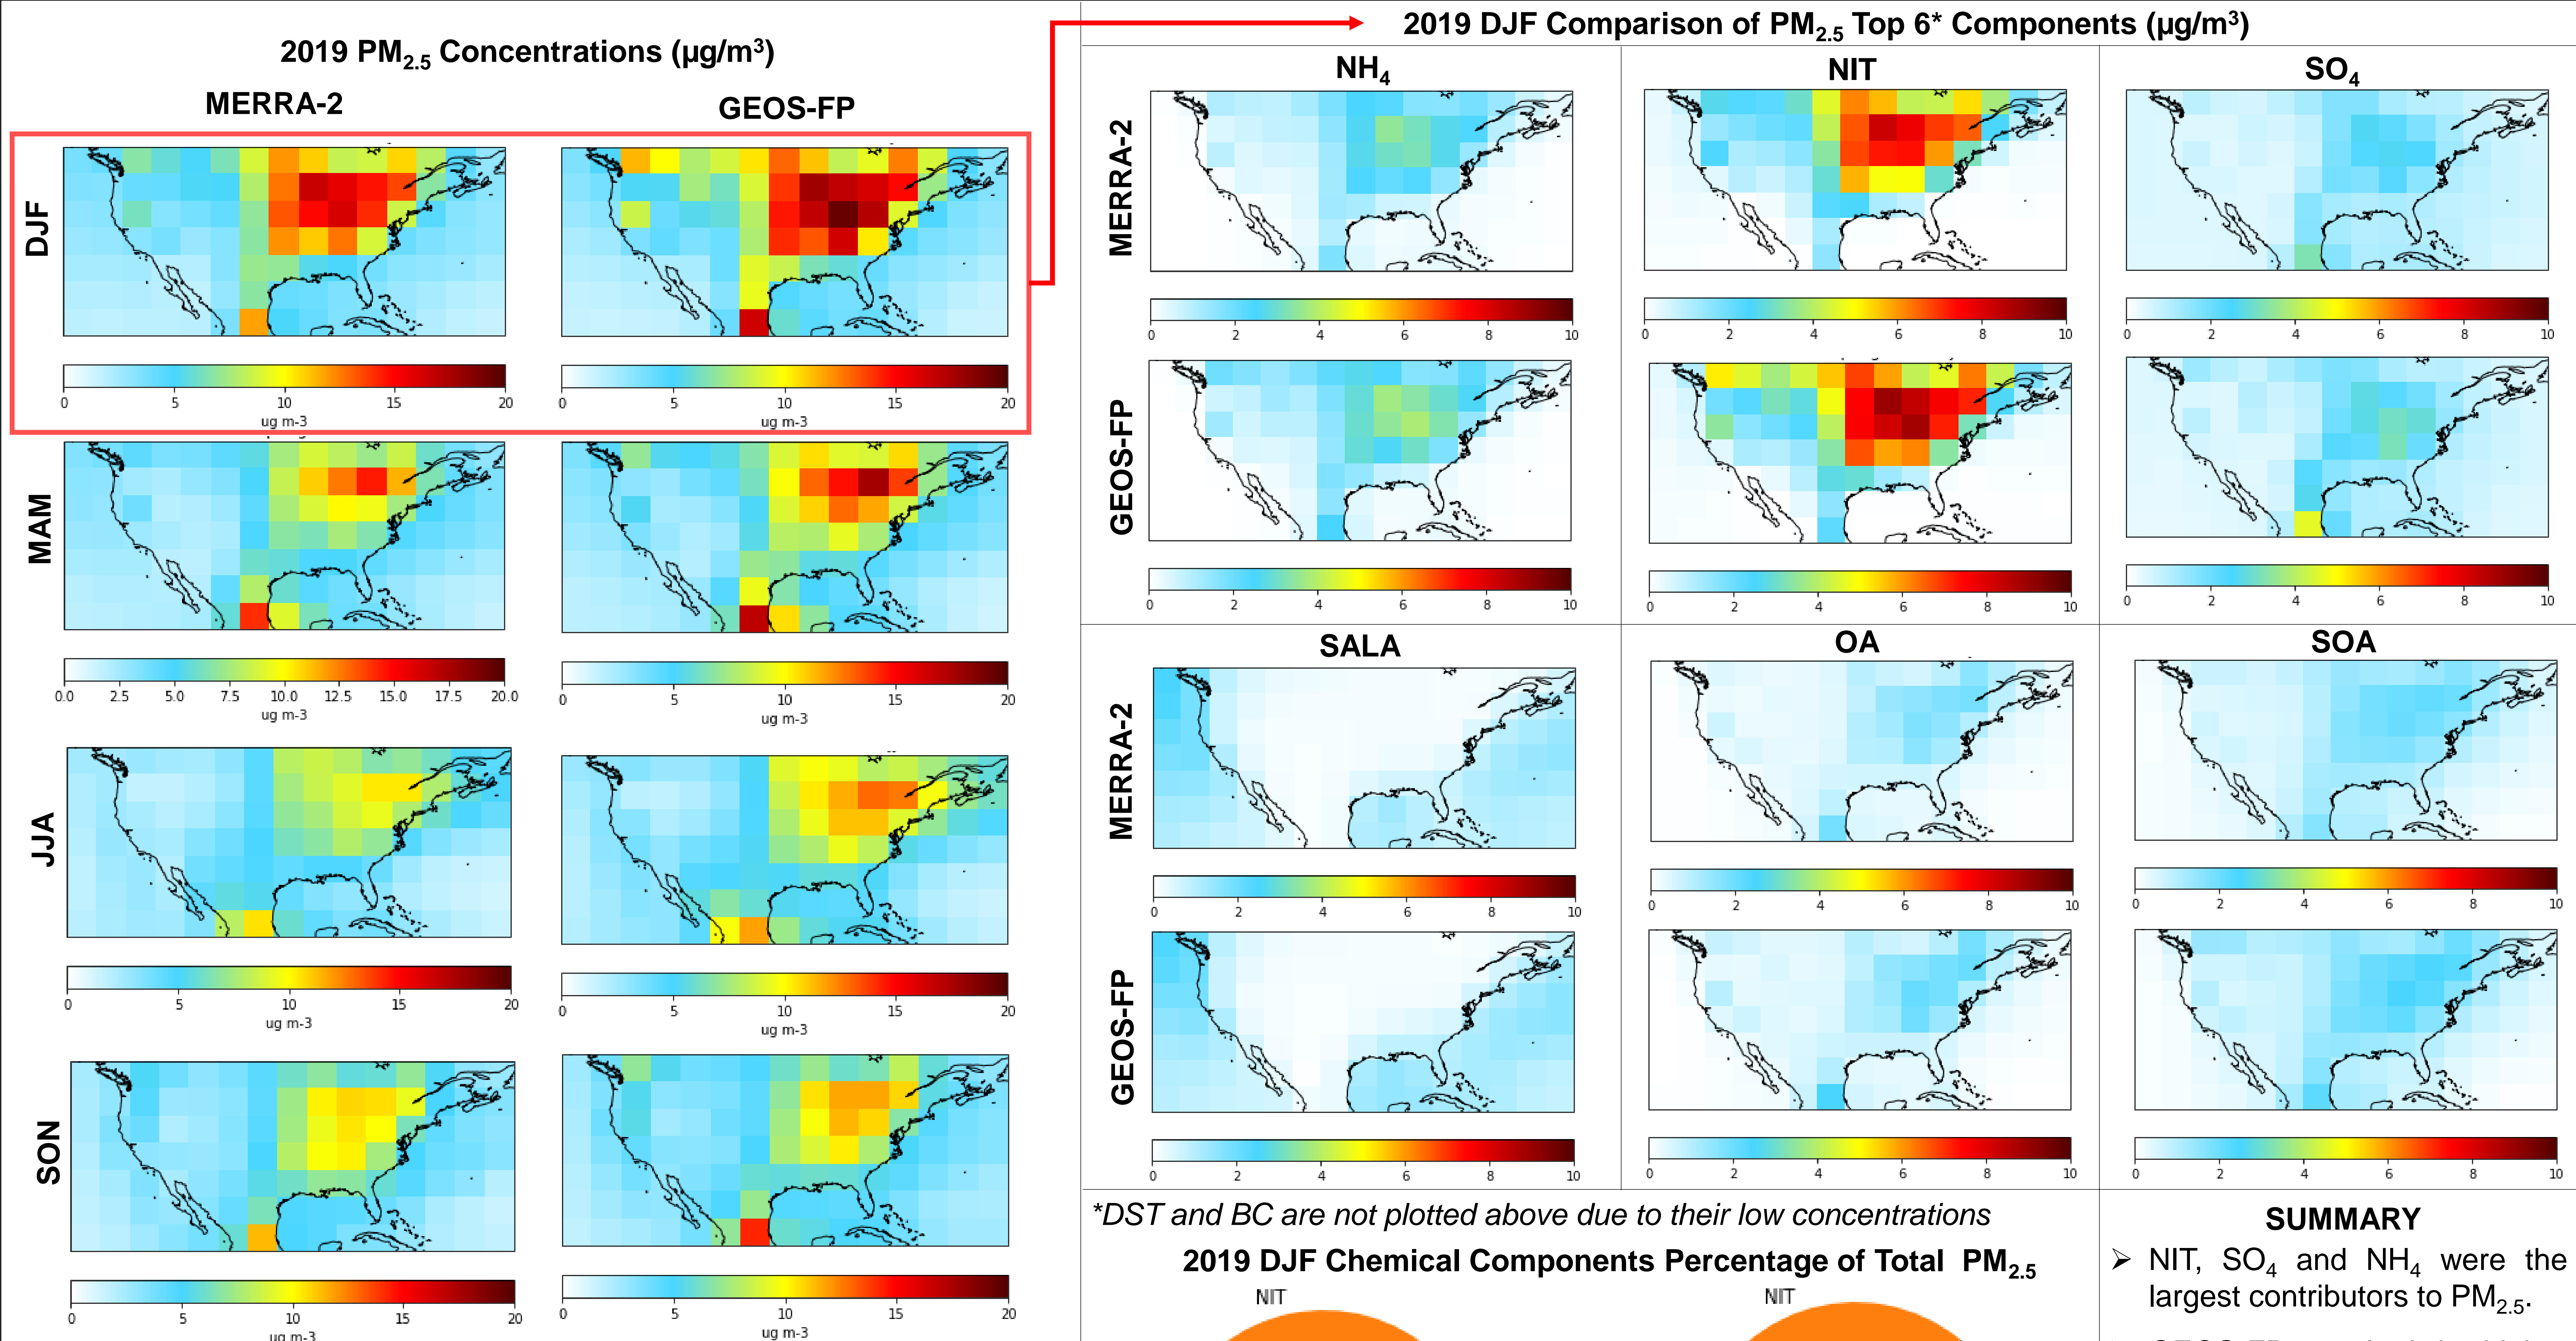 2019 PM2.5 Concentrations (µg/m3)
MERRA-2
GEOS-FP
DJF
0 5 10 15 20
ug m-3
0 5 10 15 20
ug m-3
MAM
0.0 2.5 5.0 7.5 10.0 12.5 15.0 17.5 20.0
ug m-3
0 5 10 15 20
ug m-3
JJA
0 5 10 15 20
ug m-3
0 5 10 15 20
ug m-3
SON
0 5 10 15 20
ug m-3
0 5 10 15 20
ug m-3
2019 DJF Comparison of PM2.5 Top 6* Components (µg/m3)
NH4
NIT
SO4
MERRA-2
0 2 4 6 8 10
0 2 4 6 8 10
0 2 4 6 8 10
GEOS-FP
0 2 4 6 8 10
0 2 4 6 8 10
0 2 4 6 8 10
SALA
OA
SOA
MERRA-2
0 2 4 6 8 10
0 2 4 6 8 10
0 2 4 6 8 10
GEOS-FP
0 2 4 6 8 10
0 2 4 6 8 10
0 2 4 6 8 10
*DST and BC are not plotted above due to their low concentrations
2019 DJF Chemical Components Percentage of Total PM2.5
NIT
NIT
SUMMARY
➢ NIT, SO4 and NH4 were the
largest contributors to PM2.5.